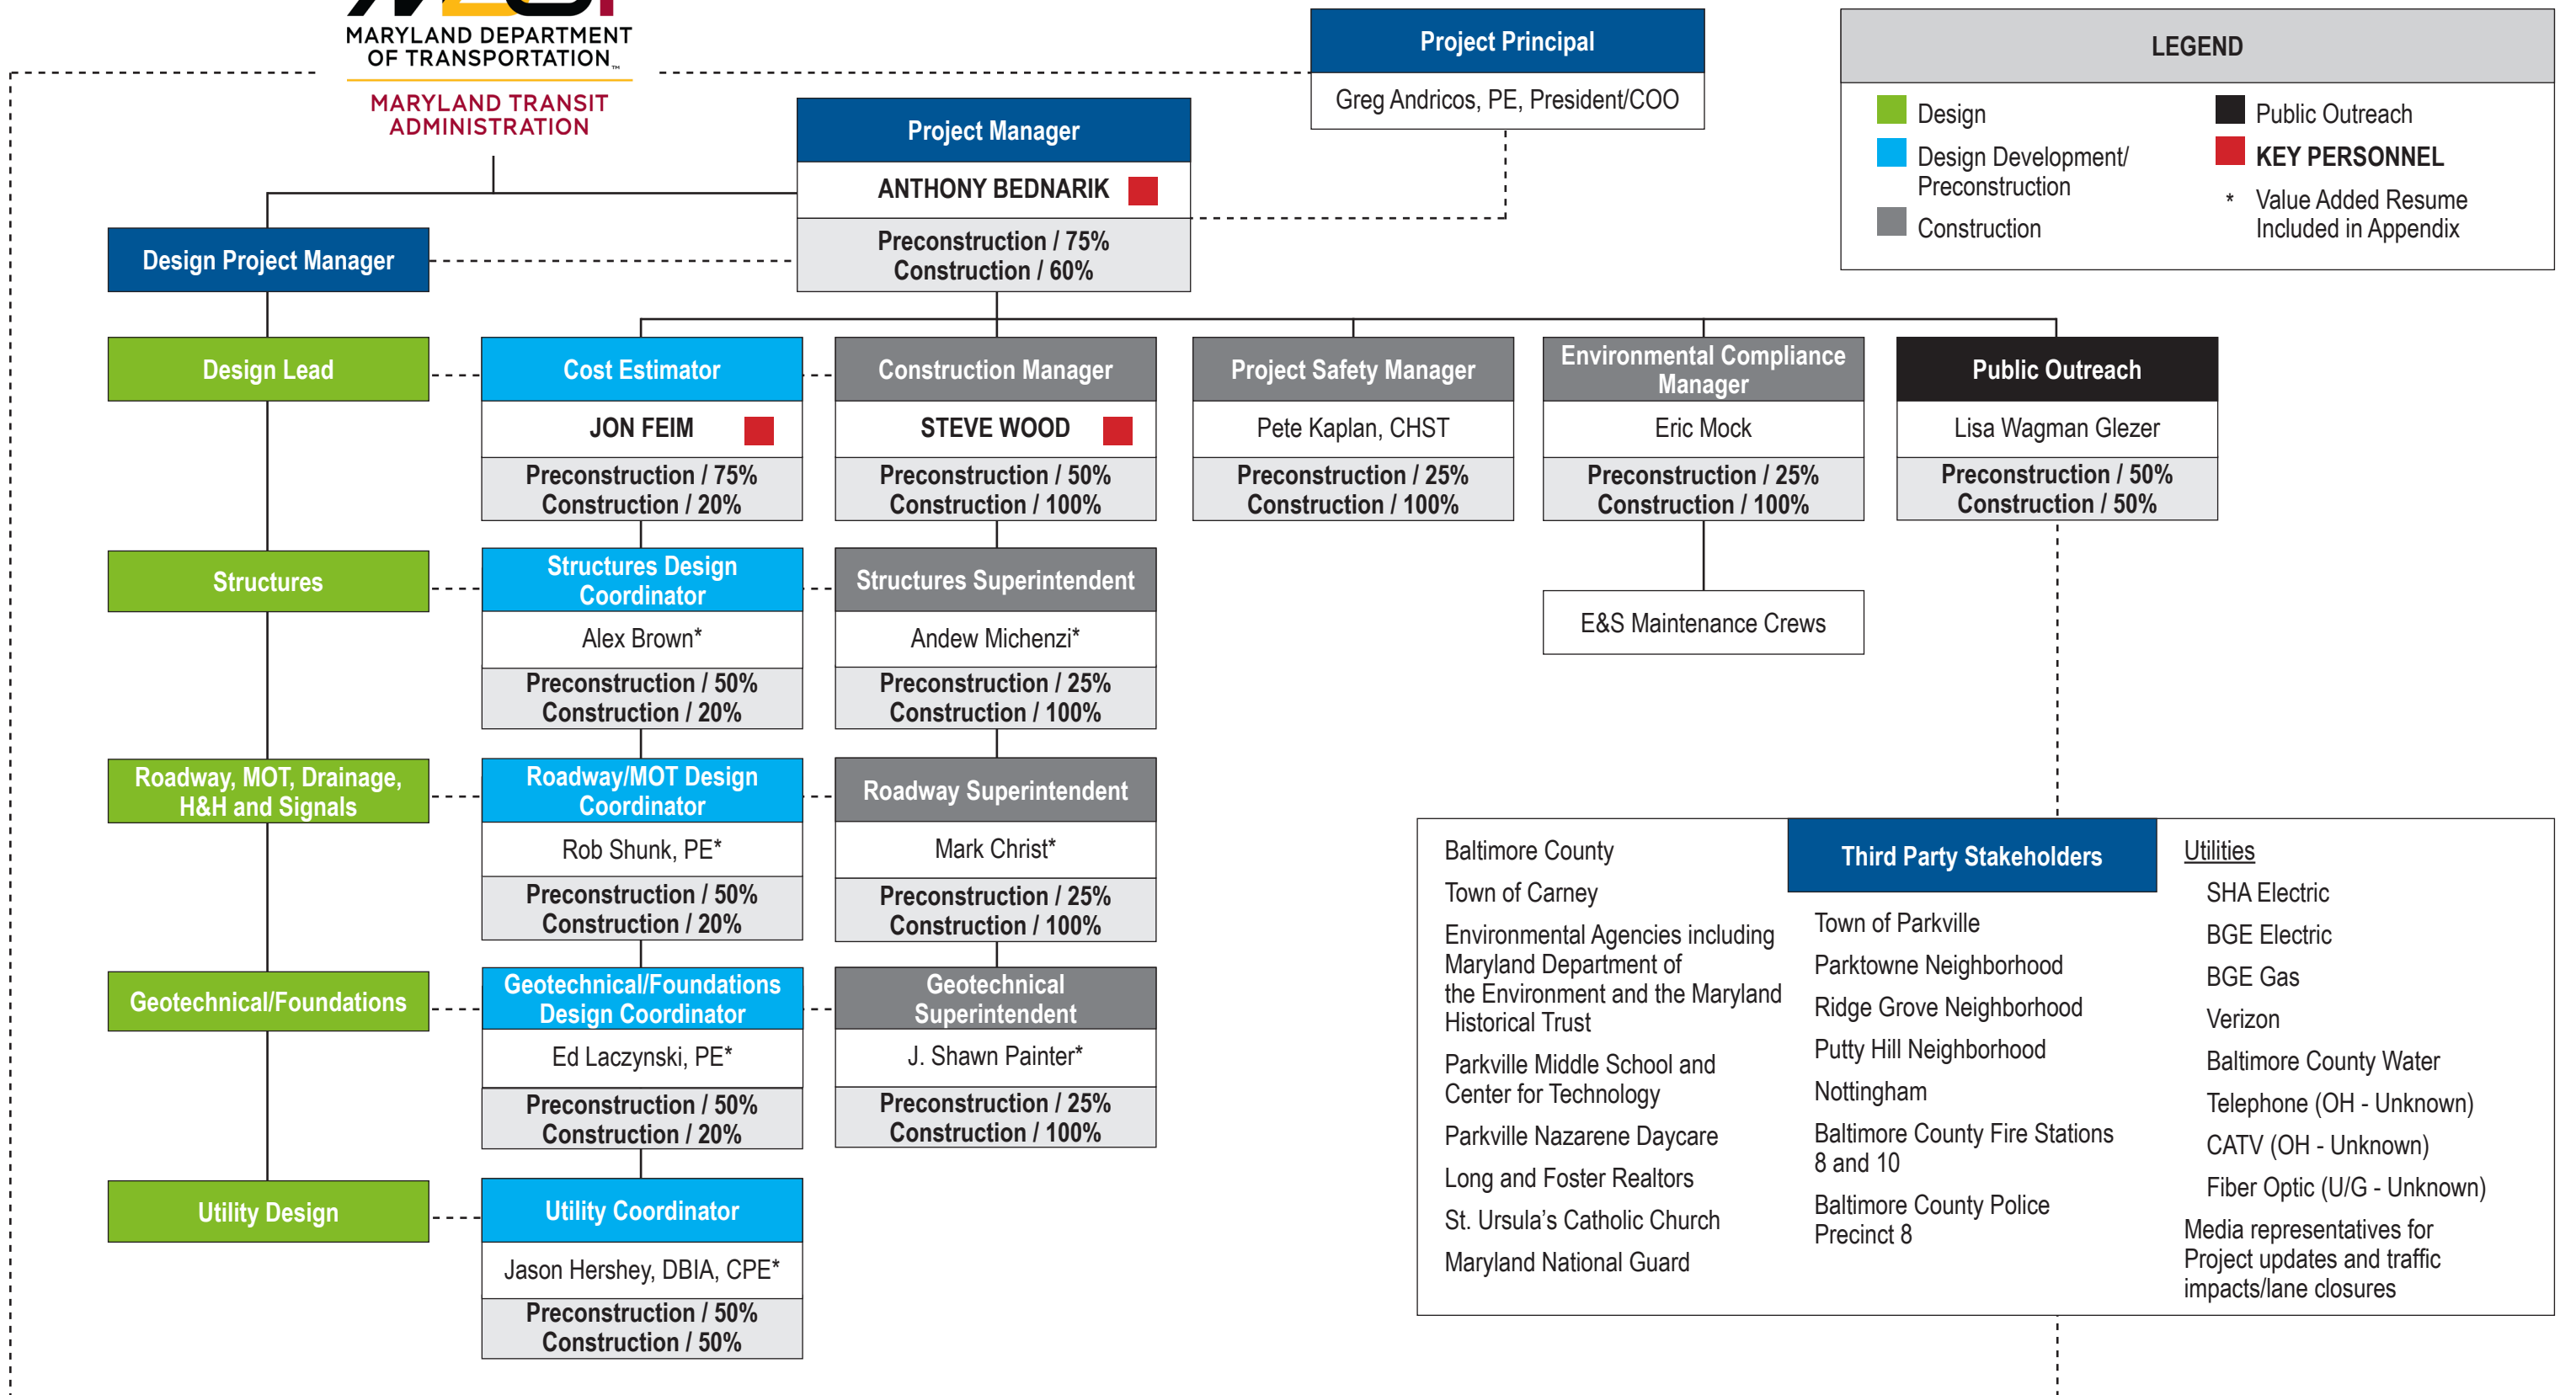 MARYLAND DEPARTMENT
OF TRANSPORTATION™
MARYLAND TRANSIT
ADMINISTRATION
Project Principal
Greg Andricos, PE, President/COO
LEGEND
Design
Design Development/
Preconstruction
Construction
Public Outreach
KEY PERSONNEL
* Value Added Resume
Included in Appendix
Project Manager
ANTHONY BEDNARIK
Preconstruction / 75%
Construction / 60%
Design Project Manager
Design Lead
Cost Estimator
JON FEIM
Preconstruction / 75%
Construction / 20%
Construction Manager
STEVE WOOD
Preconstruction / 50%
Construction / 100%
Project Safety Manager
Pete Kaplan, CHST
Preconstruction / 25%
Construction / 100%
Environmental Compliance
Manager
Eric Mock
Preconstruction / 25%
Construction / 100%
Public Outreach
Lisa Wagman Glezer
Preconstruction / 50%
Construction / 50%
Structures
Structures Design
Coordinator
Alex Brown*
Preconstruction / 50%
Construction / 20%
Structures Superintendent
Andew Michenzi*
Preconstruction / 25%
Construction / 100%
E&S Maintenance Crews
Roadway, MOT, Drainage,
H&H and Signals
Roadway/MOT Design
Coordinator
Rob Shunk, PE*
Preconstruction / 50%
Construction / 20%
Roadway Superintendent
Mark Christ*
Preconstruction / 25%
Construction / 100%
Geotechnical/Foundations
Geotechnical/Foundations
Design Coordinator
Ed Laczynski, PE*
Preconstruction / 50%
Construction / 20%
Geotechnical
Superintendent
J. Shawn Painter*
Preconstruction / 25%
Construction / 100%
Utility Design
Utility Coordinator
Jason Hershey, DBIA, CPE*
Preconstruction / 50%
Construction / 50%
Third Party Stakeholders
Baltimore County
Town of Carney
Environmental Agencies including
Maryland Department of
the Environment and the Maryland
Historical Trust
Parkville Middle School and
Center for Technology
Parkville Nazarene Daycare
Long and Foster Realtors
St. Ursula's Catholic Church
Maryland National Guard
Town of Parkville
Parktowne Neighborhood
Ridge Grove Neighborhood
Putty Hill Neighborhood
Nottingham
Baltimore County Fire Stations
8 and 10
Baltimore County Police
Precinct 8
Utilities
SHA Electric
BGE Electric
BGE Gas
Verizon
Baltimore County Water
Telephone (OH - Unknown)
CATV (OH - Unknown)
Fiber Optic (U/G - Unknown)
Media representatives for
Project updates and traffic
impacts/lane closures